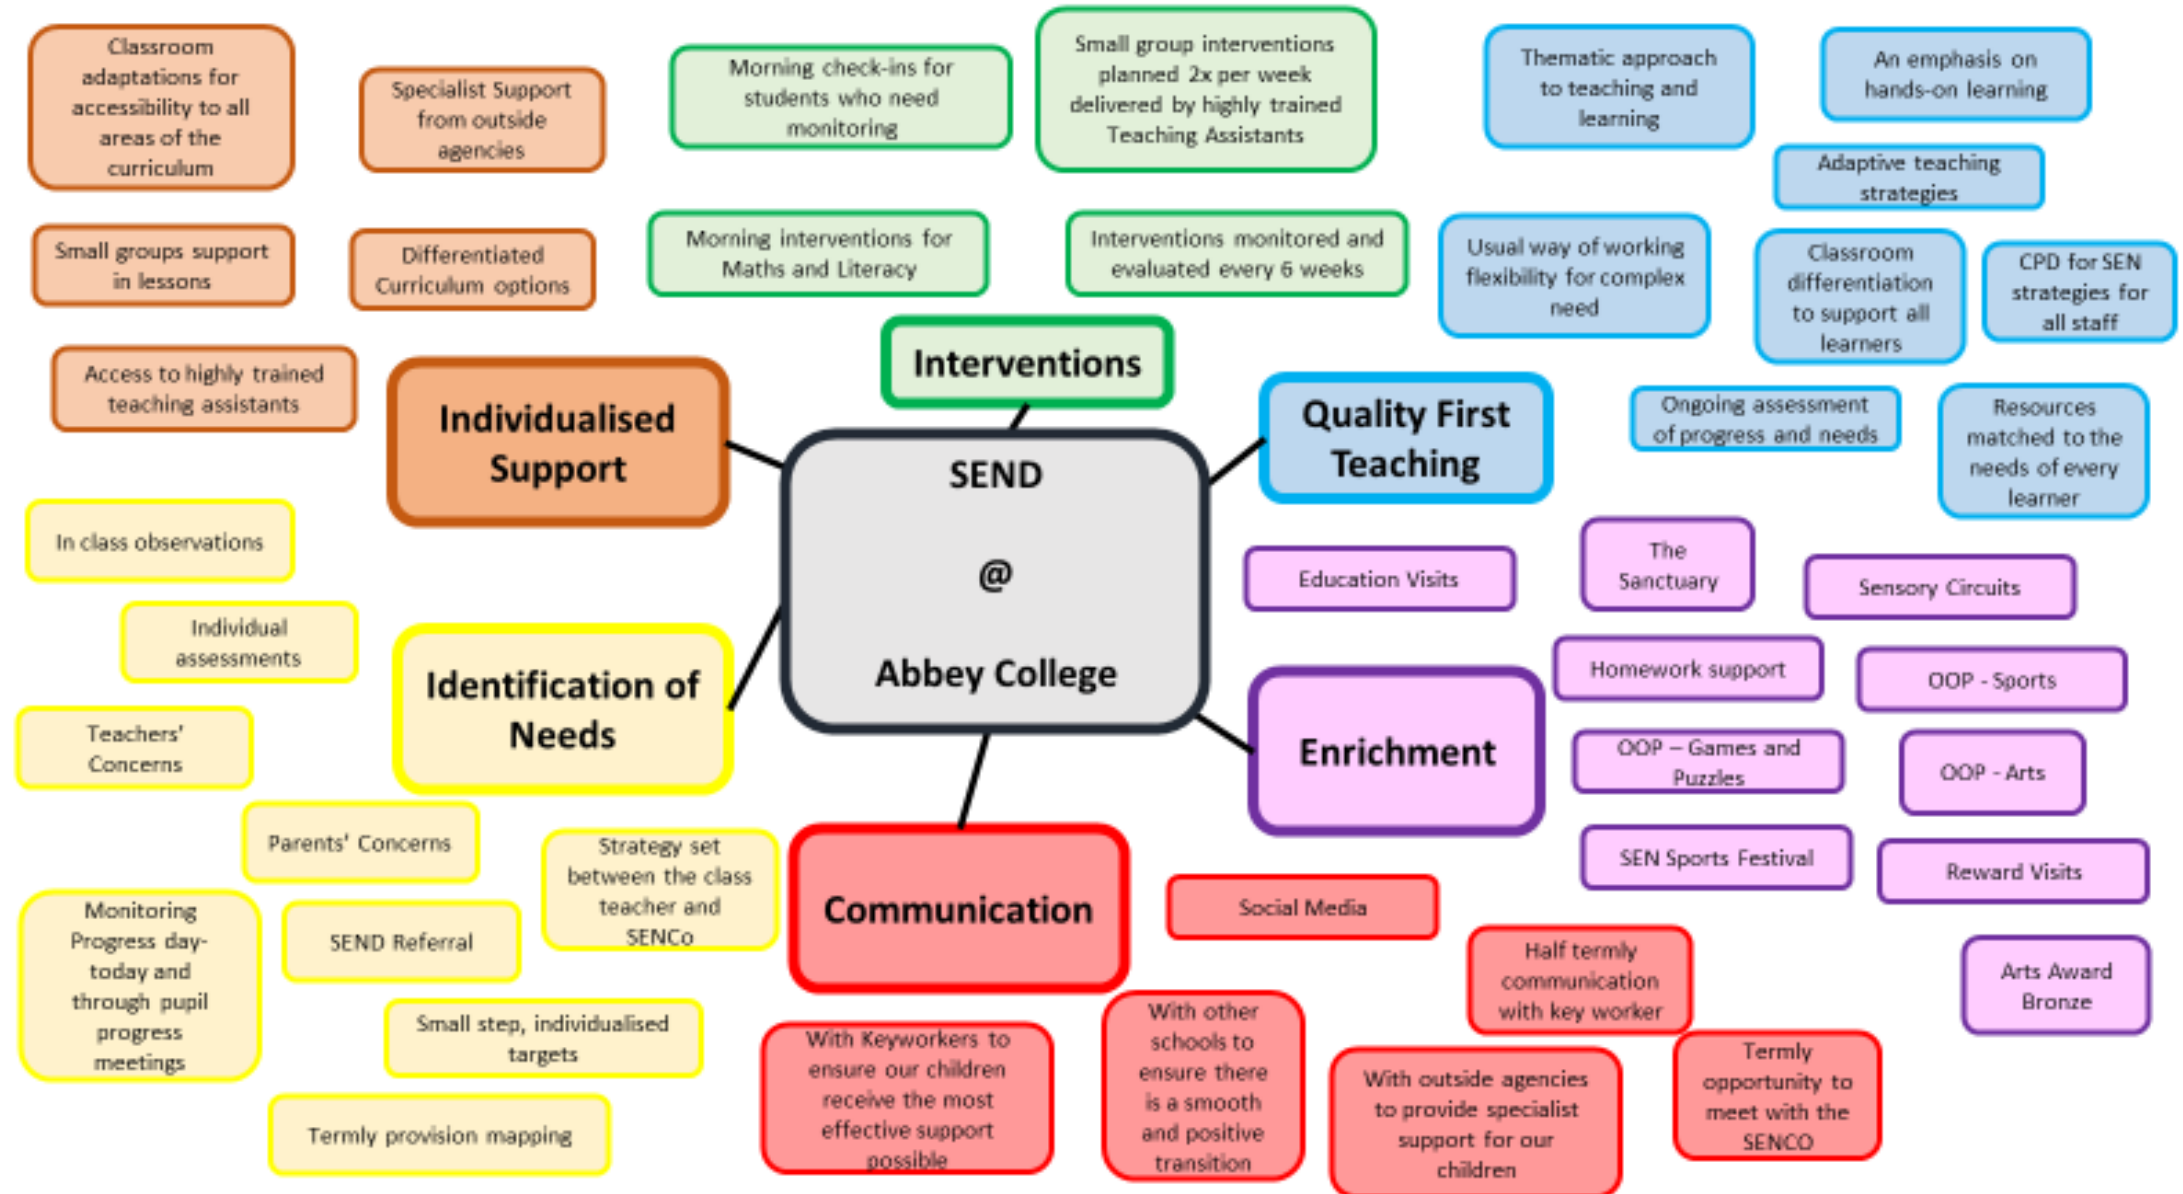 Classroom
adaptations for
accessibility to all
areas of the
curriculum
Specialist Support
from outside
agencies
Small groups support
in lessons
Differentiated
Curriculum options
Access to highly trained
teaching assistants
Individualised
Support
Morning check-ins for
students who need
monitoring
Small group interventions
planned 2x per week
delivered by highly trained
Teaching Assistants
Morning interventions for
Maths and Literacy
Interventions monitored and
evaluated every 6 weeks
Interventions
Thematic approach
to teaching and
learning
An emphasis on
hands-on learning
Adaptive teaching
strategies
Usual way of working
flexibility for complex
need
Classroom
differentiation
to support all
learners
CPD for SEN
strategies for
all staff
Ongoing assessment
of progress and needs
Resources
matched to the
needs of every
learner
Quality First
Teaching
SEND
@
Abbey College
In class observations
Individual
assessments
Teachers'
Concerns
Parents' Concerns
Strategy set
between the class
teacher and
SENCo
Monitoring
Progress day-
today and
through pupil
progress
meetings
SEND Referral
Small step, individualised
targets
Termly provision mapping
Identification of
Needs
Education Visits
The
Sanctuary
Sensory Circuits
Homework support
OOP - Sports
OOP – Games and
Puzzles
OOP - Arts
SEN Sports Festival
Reward Visits
Arts Award
Bronze
Enrichment
Communication
Social Media
Half termly
communication
with key worker
With Keyworkers to
ensure our children
receive the most
effective support
possible
With other
schools to
ensure there
is a smooth
and positive
transition
With outside agencies
to provide specialist
support for our
children
Termly
opportunity to
meet with the
SENCO